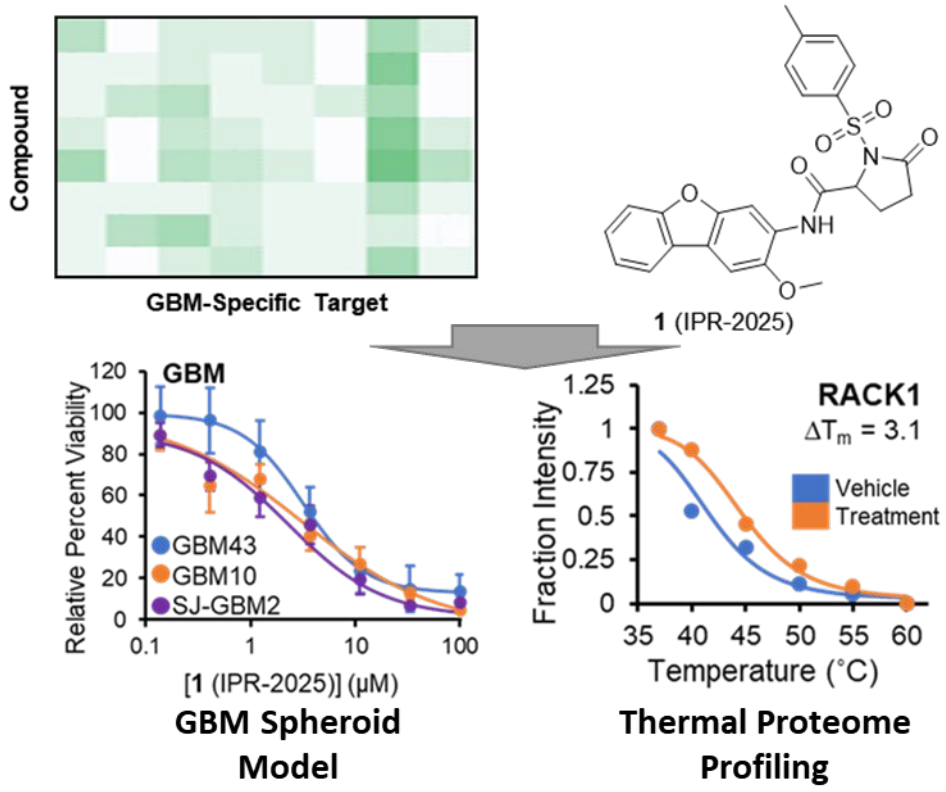 Compound
GBM-Specific Target
O
O
S
O
N
O
O
NH
O
O
1 (IPR-2025)
GBM
Relative Percent Viability
120
100
80
60
40
20
0
0.1 1 10 100
GBM43
GBM10
SJ-GBM2
[1 (IPR-2025)] (µM)
GBM Spheroid
Model
RACK1
ΔTm = 3.1
Vehicle
Treatment
Fraction Intensity
1.25
1
0.75
0.5
0.25
0
35 40 45 50 55 60
Temperature (˚C)
Thermal Proteome
Profiling